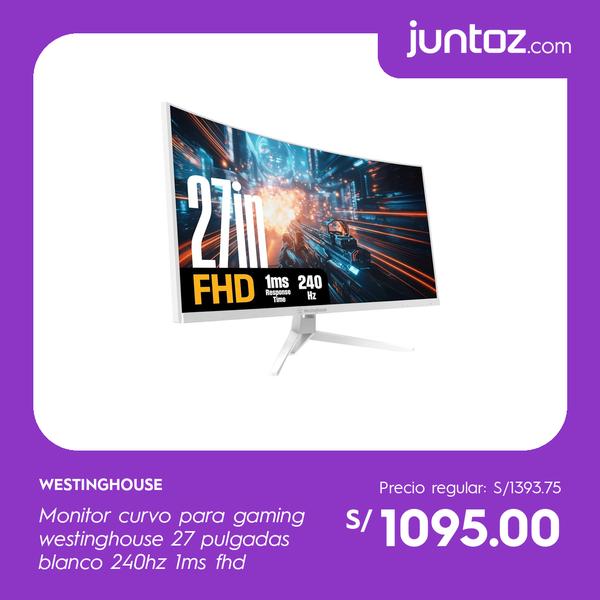 juntoz.com
27in
FHD
1ms
Response
Time
240
Hz
WESTINGHOUSE
Monitor curvo para gaming
westinghouse 27 pulgadas
blanco 240hz 1ms fhd
Precio regular: S/1393.75
S/ 1095.00